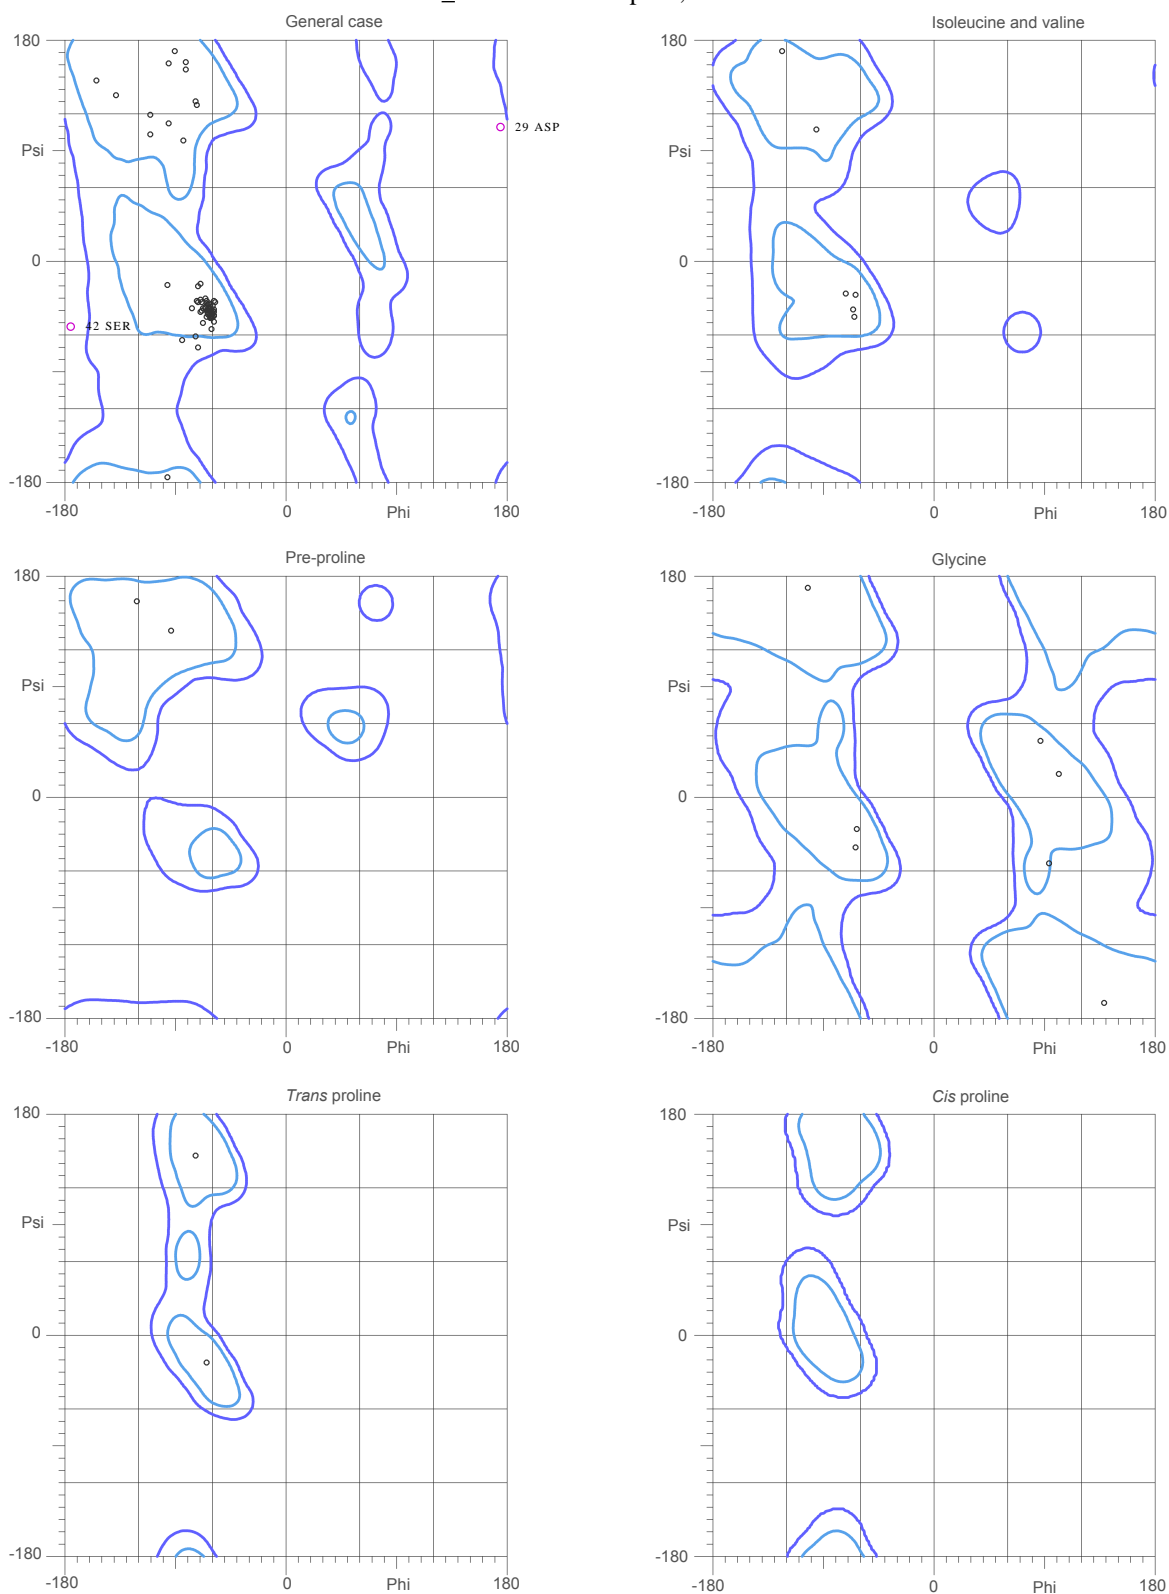 General case
Isoleucine and valine
180
180
29 ASP
Psi
Psi
0
0
42 SER
-180
-180
-180
0
Phi
180
-180
0
Phi
180
Pre-proline
Glycine
180
180
Psi
Psi
0
0
-180
-180
-180
0
Phi
180
-180
0
Phi
180
Trans proline
Cis proline
180
180
Psi
Psi
0
0
-180
-180
-180
0
Phi
180
-180
0
Phi
180